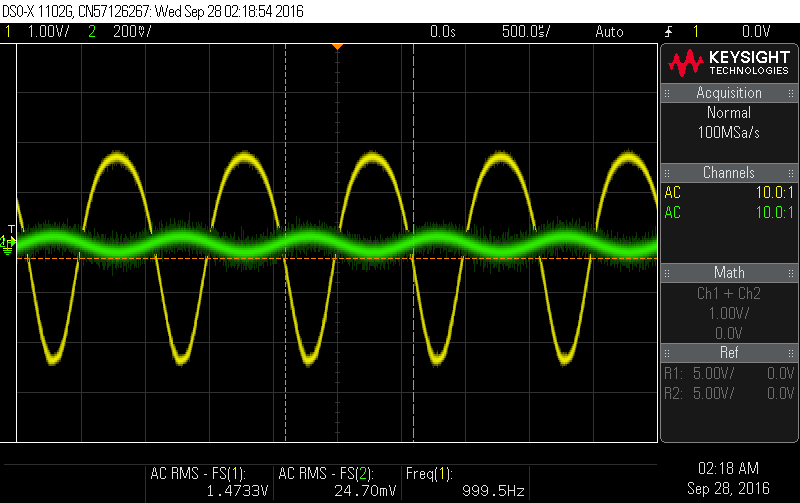 DSO-X 1102G, CN57126267: Wed Sep 28 02:18:54 2016
1 1.00V/ 2 200mV/ 0.0s 500.0us/ Auto 1 0.0V
KEYSIGHT
TECHNOLOGIES
Acquisition
Normal
100MSa/s
Channels
AC 10.0:1
AC 10.0:1
T
Math
Ch1 + Ch2
1.00V/
0.0V
Ref
R1: 5.00V/ 0.0V
R2: 5.00V/ 0.0V
AC RMS - FS(1): AC RMS - FS(2): Freq(1):
1.4733V 24.70mV 999.5Hz
02:18 AM
Sep 28, 2016